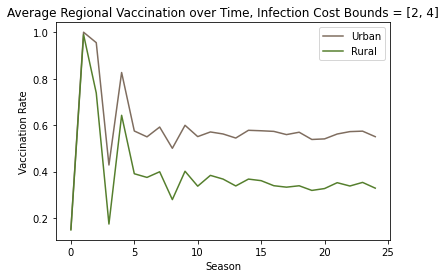 Average Regional Vaccination over Time, Infection Cost Bounds = [2, 4]
Urban
Rural
1.0
0.8
0.6
0.4
0.2
Vaccination Rate
0
5
10
15
20
25
Season